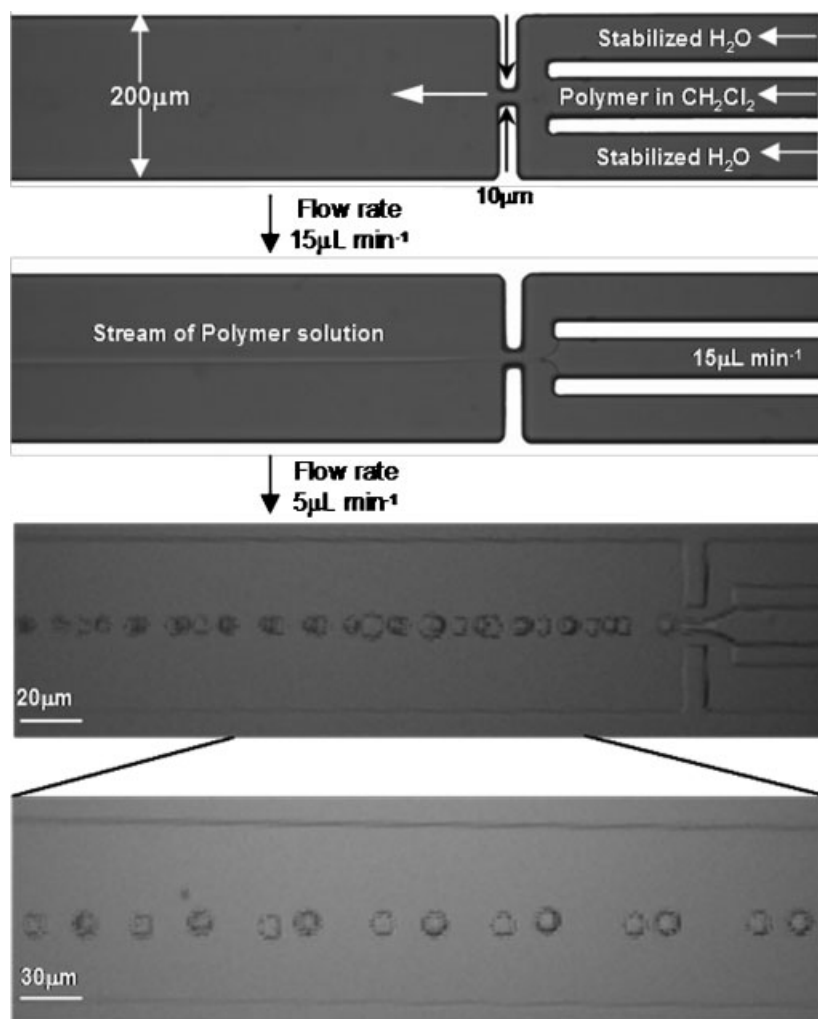 Stabilized H₂O
200μm
Polymer in CH₂Cl₂
Stabilized H₂O
10μm
Flow rate
15μL min⁻¹
Stream of Polymer solution
15μL min⁻¹
Flow rate
5μL min⁻¹
20μm
30μm